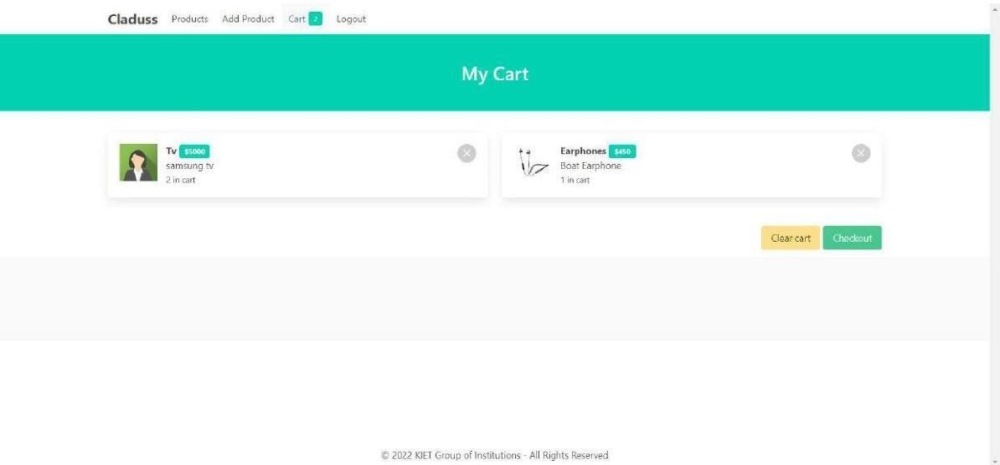 Claduss Products Add Product Cart 2 Logout
My Cart
Tv $5000
samsung tv
2 in cart
Earphones $450
Boat Earphone
1 in cart
Clear cart Checkout
© 2022 KIET Group of Institutions - All Rights Reserved